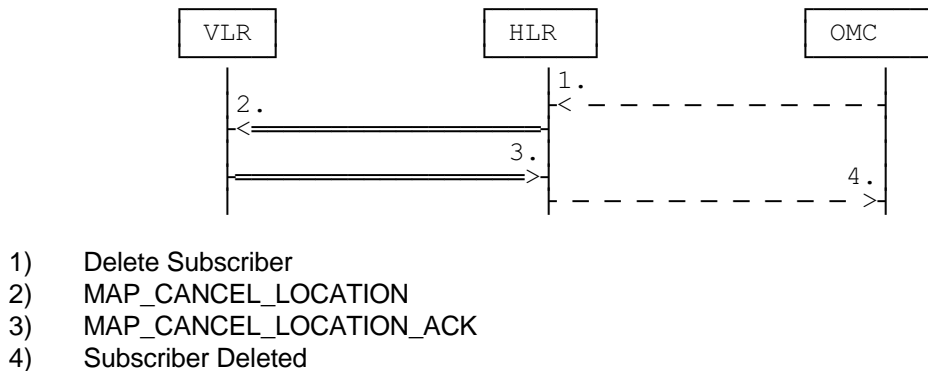 VLR HLR OMC
1.
2.
3.
4.
1) Delete Subscriber
2) MAP_CANCEL_LOCATION
3) MAP_CANCEL_LOCATION_ACK
4) Subscriber Deleted